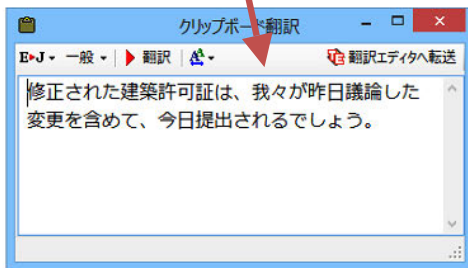 クリップボード翻訳
E▸J 一般 翻訳 翻訳エディタへ転送
修正された建築許可証は、我々が昨日議論した
変更を含めて、今日提出されるでしょう。